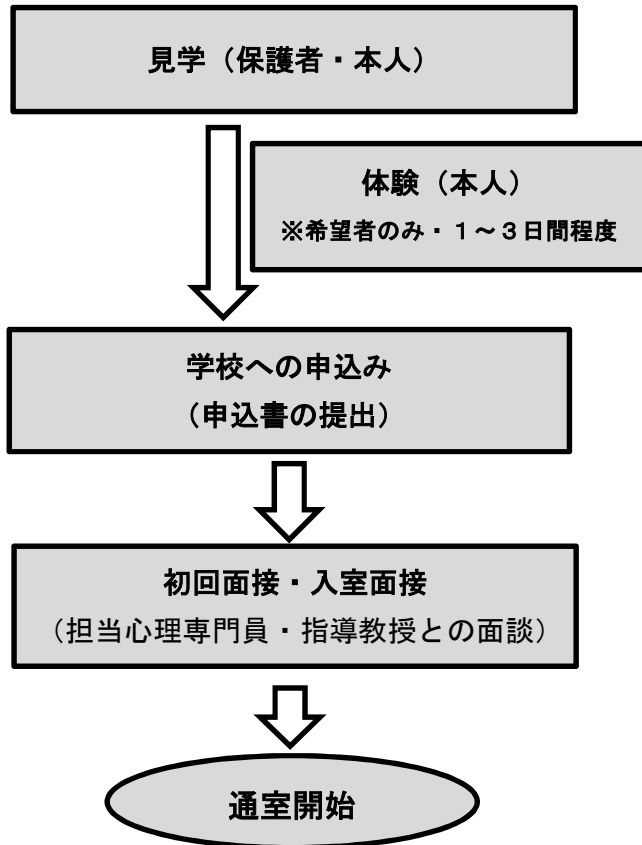 見学（保護者・本人）
体験（本人）
※希望者のみ・１～３日間程度
学校への申込み
（申込書の提出）
初回面接・入室面接
（担当心理専門員・指導教授との面談）
通室開始